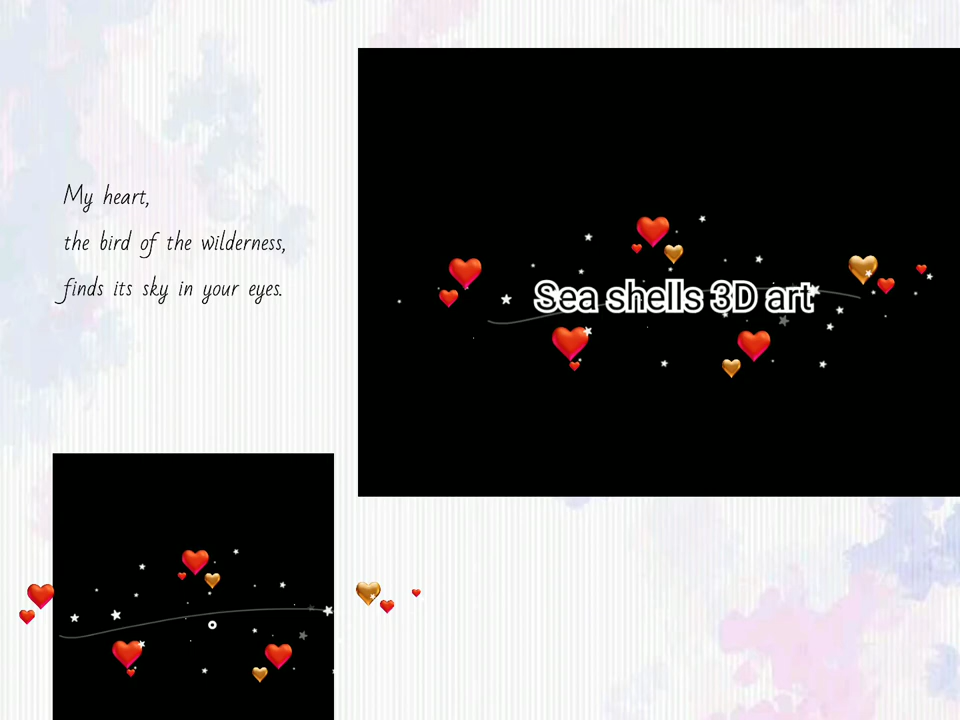 My heart,
the bird of the wilderness,
finds its sky in your eyes.
Sea shells 3D art